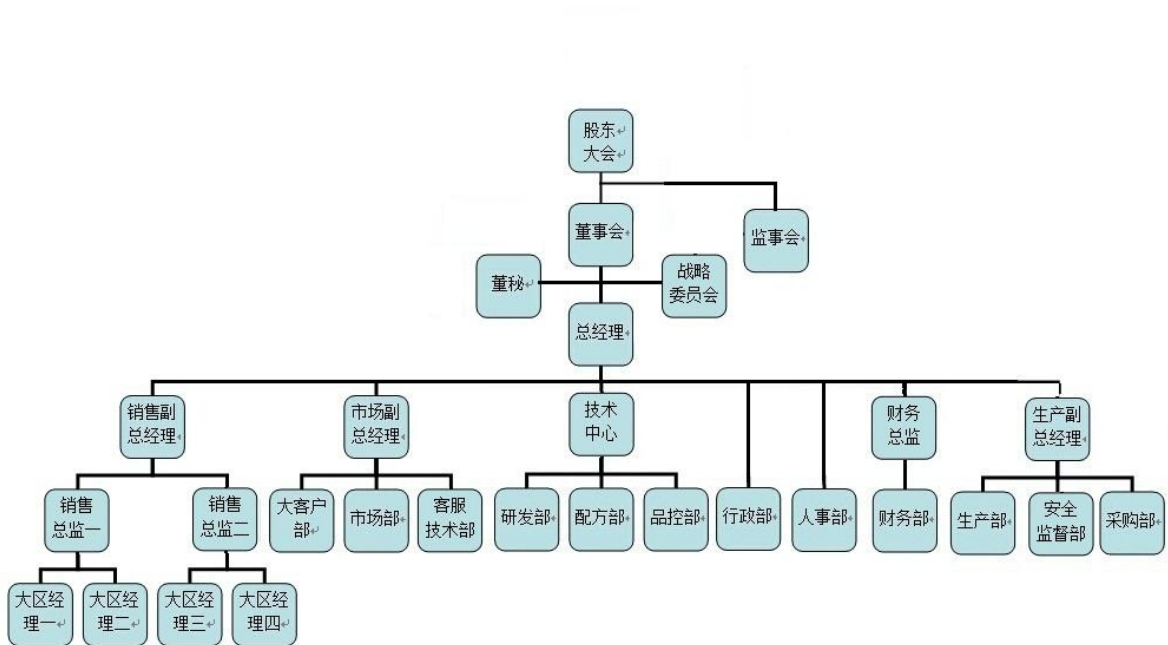 股东
大会
董事会
监事会
董秘
战略
委员会
总经理
销售副
总经理
市场副
总经理
技术
中心
财务
总监
生产副
总经理
销售
总监一
销售
总监二
大客户
部
市场部
客服
技术部
研发部
配方部
品控部
行政部
人事部
财务部
生产部
安全
监督部
采购部
大区经
理一
大区经
理二
大区经
理三
大区经
理四